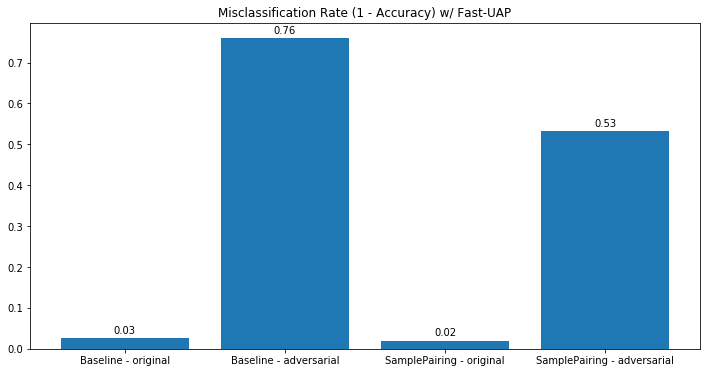 Misclassification Rate (1 - Accuracy) w/ Fast-UAP
0.7
0.6
0.5
0.4
0.3
0.2
0.1
0.0
0.03
0.76
0.02
0.53
Baseline - original
Baseline - adversarial
SamplePairing - original
SamplePairing - adversarial